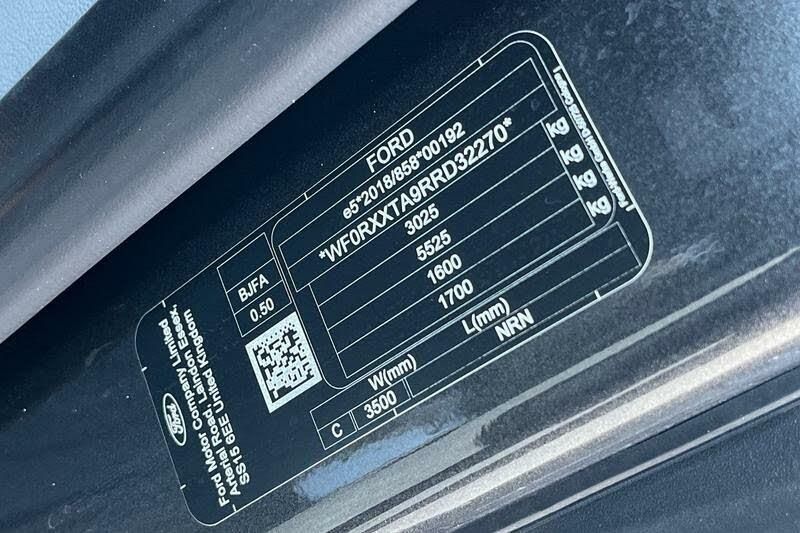 Ford
Ford Motor Company Limited,
Arterial Road, Laindon Essex,
SS15 6EE United Kingdom
BJFA
0.50
FORD
e5*2018/858*00192
*WF0RXXTA9RRD32270*
3025 kg
5525 kg
1600 kg
1700 kg
W(mm)
L(mm)
C
3500
NRN